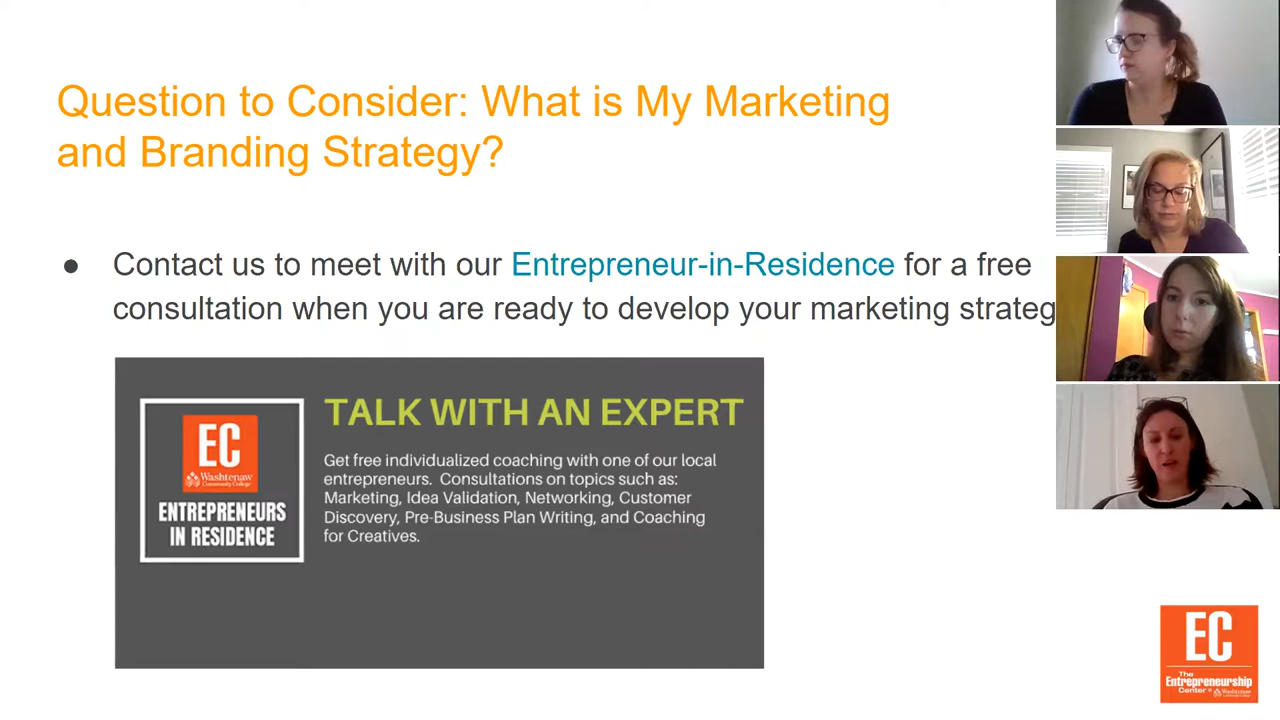 Question to Consider: What is My Marketing
and Branding Strategy?
● Contact us to meet with our Entrepreneur-in-Residence for a free
consultation when you are ready to develop your marketing strateg
TALK WITH AN EXPERT
Get free individualized coaching with one of our local
entrepreneurs. Consultations on topics such as:
Marketing, Idea Validation, Networking, Customer
Discovery, Pre-Business Plan Writing, and Coaching
for Creatives.
EC
Washtenaw
Community College
ENTREPRENEURS
IN RESIDENCE
EC
The
Entrepreneurship
Center at Washtenaw